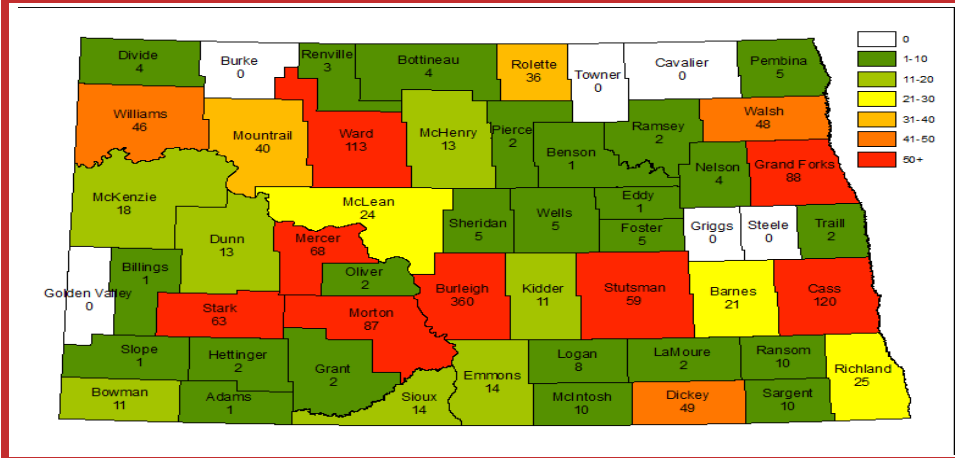 Divide
4
Burke
0
Renville
3
Bottineau
4
Rolette
36
Towner
0
Cavalier
0
Pembina
5
0
1-10
11-20
21-30
31-40
41-50
50+
Williams
46
Mountrail
40
Ward
113
McHenry
13
Pierce
2
Benson
1
Ramsey
2
Walsh
48
Nelson
4
Grand Forks
88
McKenzie
18
Dunn
13
McLean
24
Sheridan
5
Wells
5
Eddy
1
Foster
5
Griggs
0
Steele
0
Traill
2
Mercer
68
Oliver
2
Golden Valley
0
Billings
1
Stark
63
Morton
87
Burleigh
360
Kidder
11
Stutsman
59
Barnes
21
Cass
120
Slope
1
Hettinger
2
Grant
2
Bowman
11
Adams
1
Sioux
14
Emmons
14
Logan
8
McIntosh
10
LaMoure
2
Dickey
49
Ransom
10
Sargent
10
Richland
25